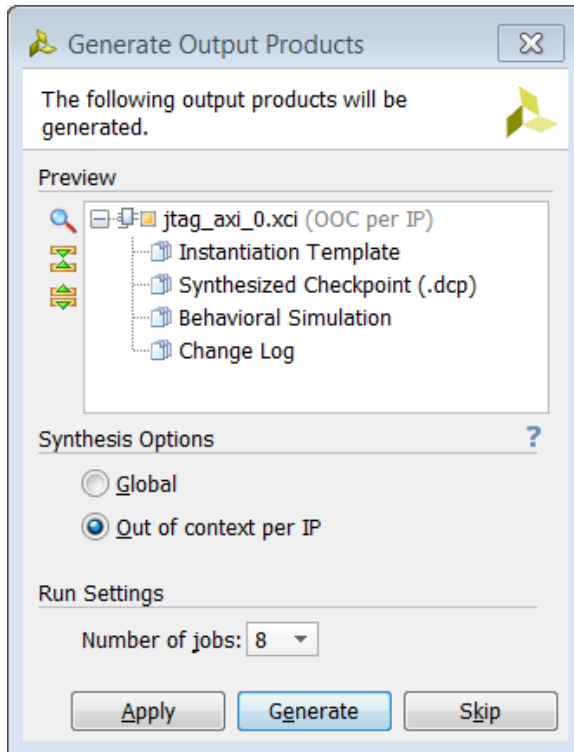 Generate Output Products
The following output products will be
generated.
Preview
jtag_axi_0.xci (OOC per IP)
Instantiation Template
Synthesized Checkpoint (.dcp)
Behavioral Simulation
Change Log
Synthesis Options
?
Global
Out of context per IP
Run Settings
Number of jobs: 8
Apply Generate Skip